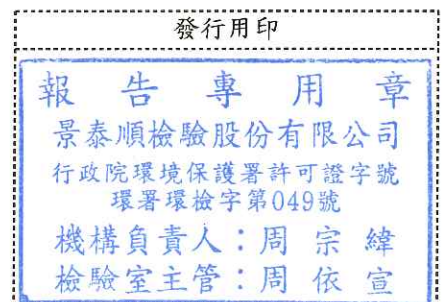 發行用印
報告專用章
景泰順檢驗股份有限公司
行政院環境保護署許可證字號
環署環檢字第049號
機構負責人：周宗緯
檢驗室主管：周依宣